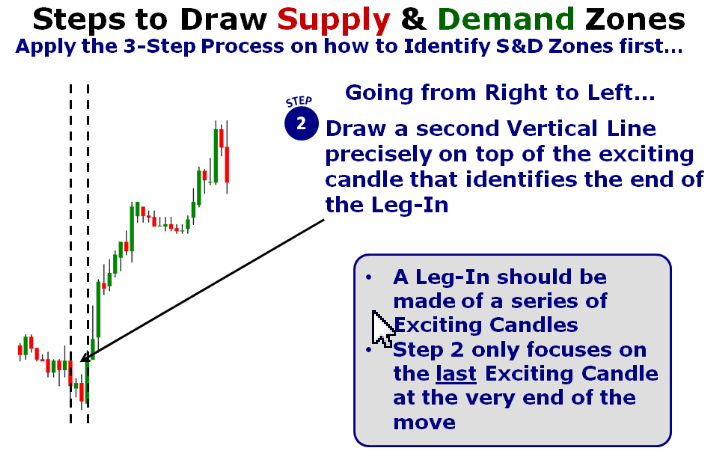 Steps to Draw Supply & Demand Zones
Apply the 3-Step Process on how to Identify S&D Zones first...
Going from Right to Left...
STEP
2
Draw a second Vertical Line
precisely on top of the exciting
candle that identifies the end of
the Leg-In
• A Leg-In should be
made of a series of
Exciting Candles
• Step 2 only focuses on
the last Exciting Candle
at the very end of the
move